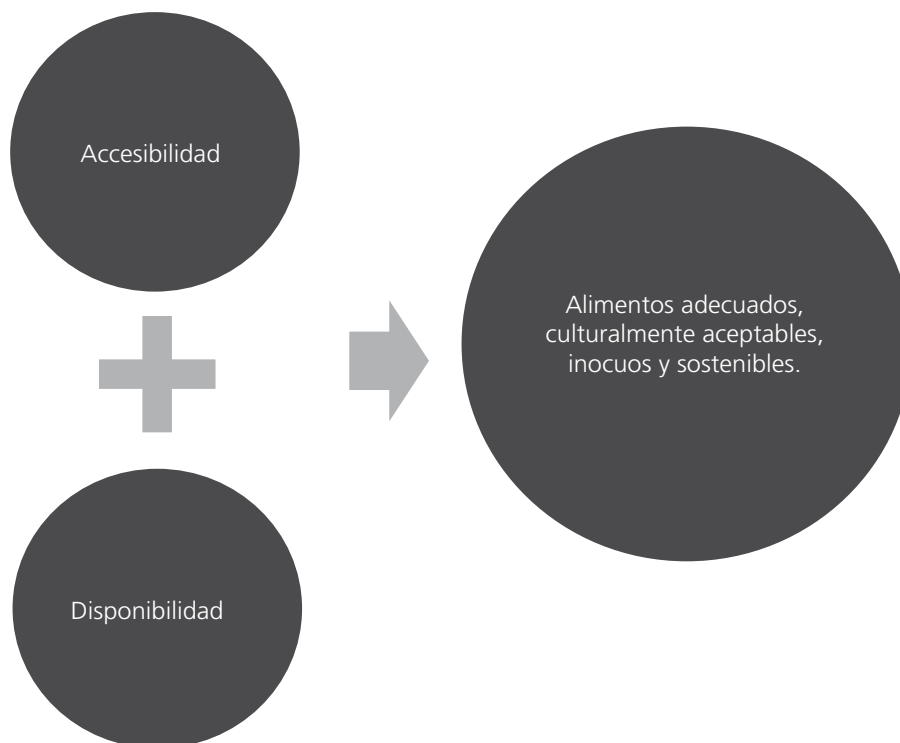 Accesibilidad
Alimentos adecuados,
culturalmente aceptables,
inocuos y sostenibles.
Disponibilidad